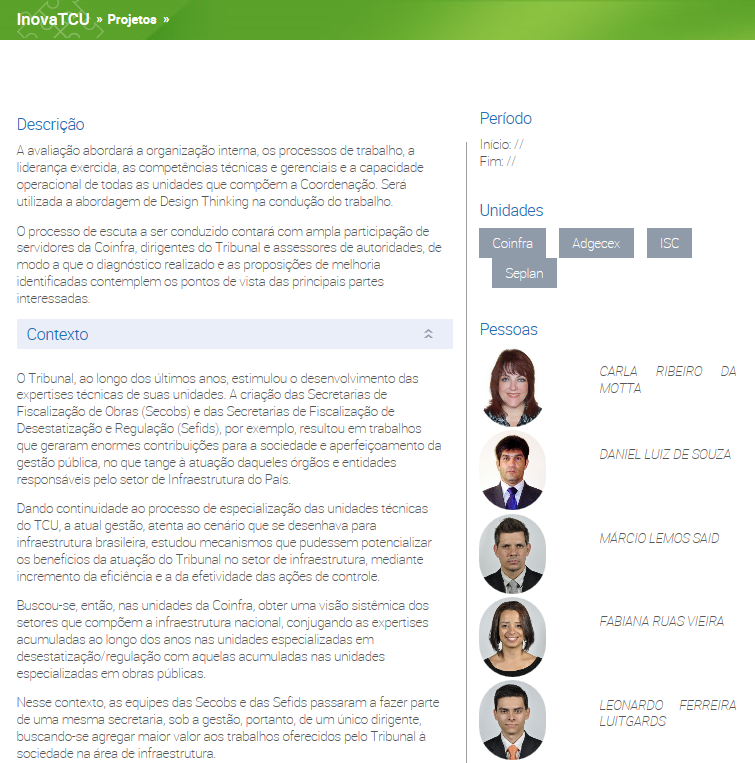 InovaTCU » Projetos »
Descrição
A avaliação abordará a organização interna, os processos de trabalho, a
liderança exercida, as competências técnicas e gerenciais e a capacidade
operacional de todas as unidades que compõem a Coordenação. Será
utilizada a abordagem de Design Thinking na condução do trabalho.
O processo de escuta a ser conduzido contará com ampla participação de
servidores da Coinfra, dirigentes do Tribunal e assessores de autoridades, de
modo a que o diagnóstico realizado e as proposições de melhoria
identificadas contemplem os pontos de vista das principais partes
interessadas.
Contexto
O Tribunal, ao longo dos últimos anos, estimulou o desenvolvimento das
expertises técnicas de suas unidades. A criação das Secretarias de
Fiscalização de Obras (Secobs) e das Secretarias de Fiscalização de
Desestatização e Regulação (Sefids), por exemplo, resultou em trabalhos
que geraram enormes contribuições para a sociedade e aperfeiçoamento da
gestão pública, no que tange à atuação daqueles órgãos e entidades
responsáveis pelo setor de Infraestrutura do País.
Dando continuidade ao processo de especialização das unidades técnicas
do TCU, a atual gestão, atenta ao cenário que se desenhava para
infraestrutura brasileira, estudou mecanismos que pudessem potencializar
os benefícios da atuação do Tribunal no setor de infraestrutura, mediante
incremento da eficiência e a da efetividade das ações de controle.
Buscou-se, então, nas unidades da Coinfra, obter uma visão sistêmica dos
setores que compõem a infraestrutura nacional, conjugando as expertises
acumuladas ao longo dos anos nas unidades especializadas em
desestatização/regulação com aquelas acumuladas nas unidades
especializadas em obras públicas.
Nesse contexto, as equipes das Secobs e das Sefids passaram a fazer parte
de uma mesma secretaria, sob a gestão, portanto, de um único dirigente,
buscando-se agregar maior valor aos trabalhos oferecidos pelo Tribunal à
sociedade na área de infraestrutura.
Período
Início: //
Fim: //
Unidades
Coinfra Adgecex ISC
Seplan
Pessoas
CARLA RIBEIRO DA
MOTTA
DANIEL LUIZ DE SOUZA
MÁRCIO LEMOS SAID
FABIANA RUAS VIEIRA
LEONARDO FERREIRA
LUITGARDS